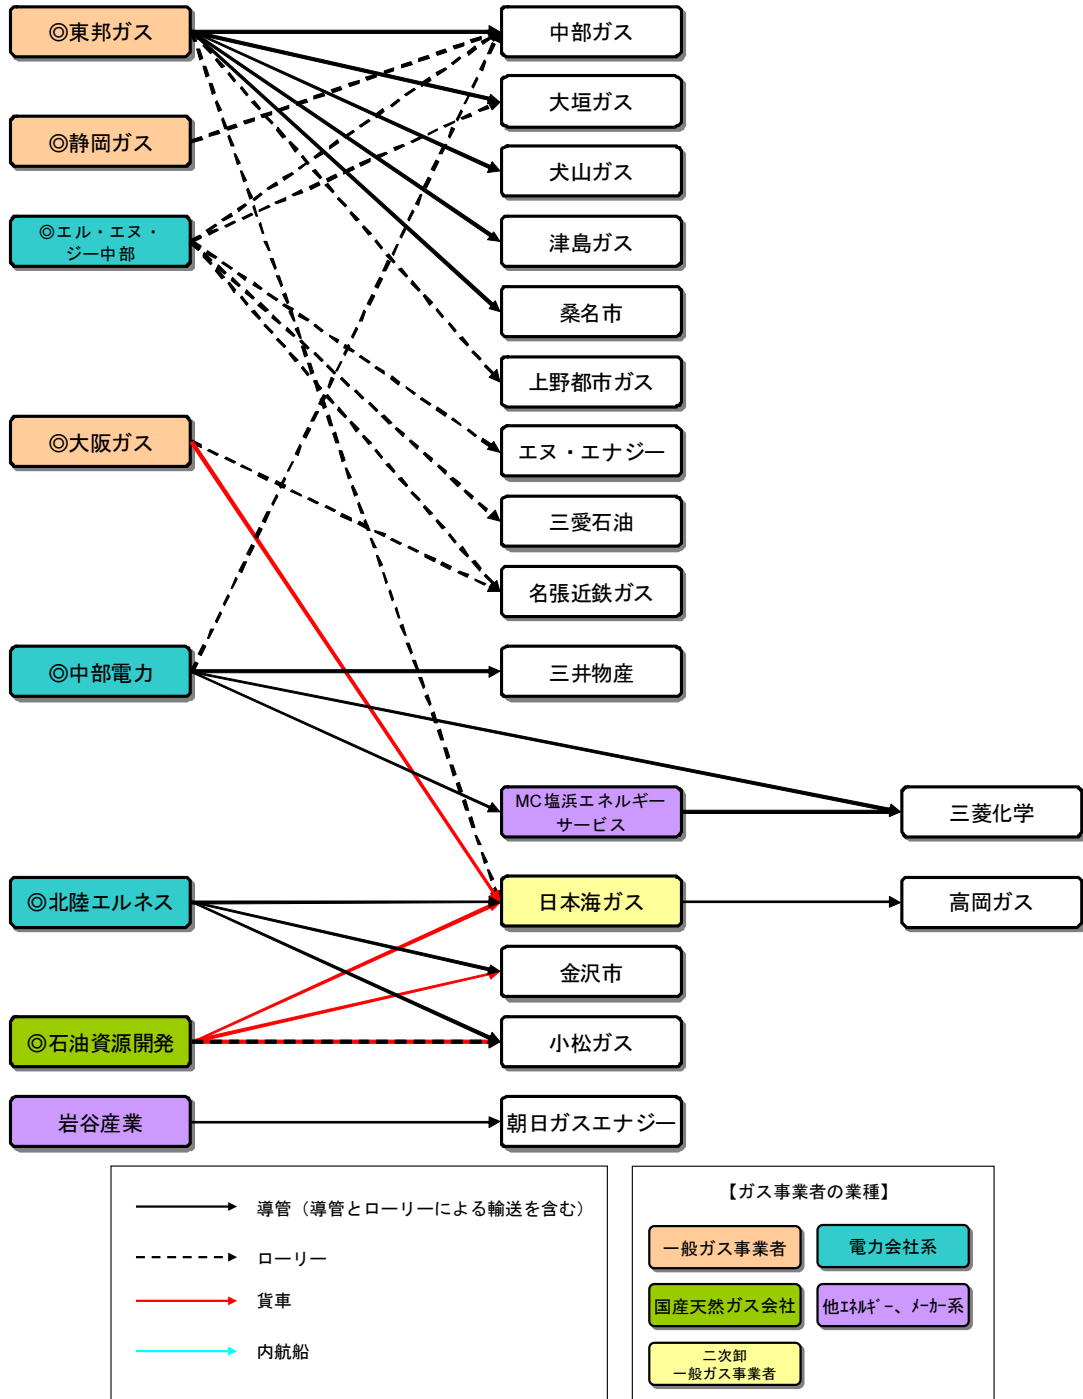 ◎東邦ガス
中部ガス
大垣ガス
◎静岡ガス
犬山ガス
◎エル・エヌ・
ジー中部
津島ガス
桑名市
上野都市ガス
◎大阪ガス
エヌ・エナジー
三愛石油
名張近鉄ガス
◎中部電力
三井物産
MC塩浜エネルギー
サービス
三菱化学
◎北陸エルネス
日本海ガス
高岡ガス
金沢市
◎石油資源開発
小松ガス
岩谷産業
朝日ガスエナジー
導管（導管とローリーによる輸送を含む）
ローリー
貨車
内航船
【ガス事業者の業種】
一般ガス事業者
電力会社系
国産天然ガス会社
他ｴﾈﾙｷﾞｰ、ﾒｰｶｰ系
二次卸
一般ガス事業者